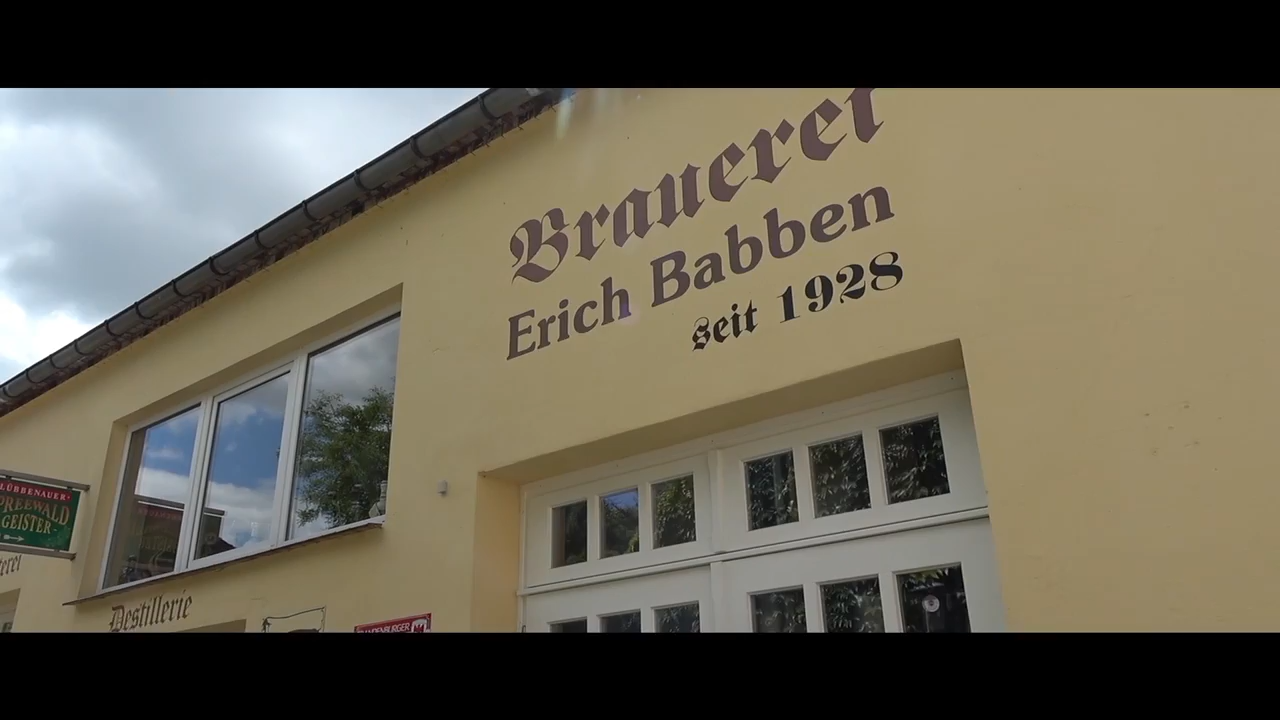 Brauerei
Erich Babben
seit 1928
LÜBBENAUER
SPREEWALD
GEISTER
Destillerie